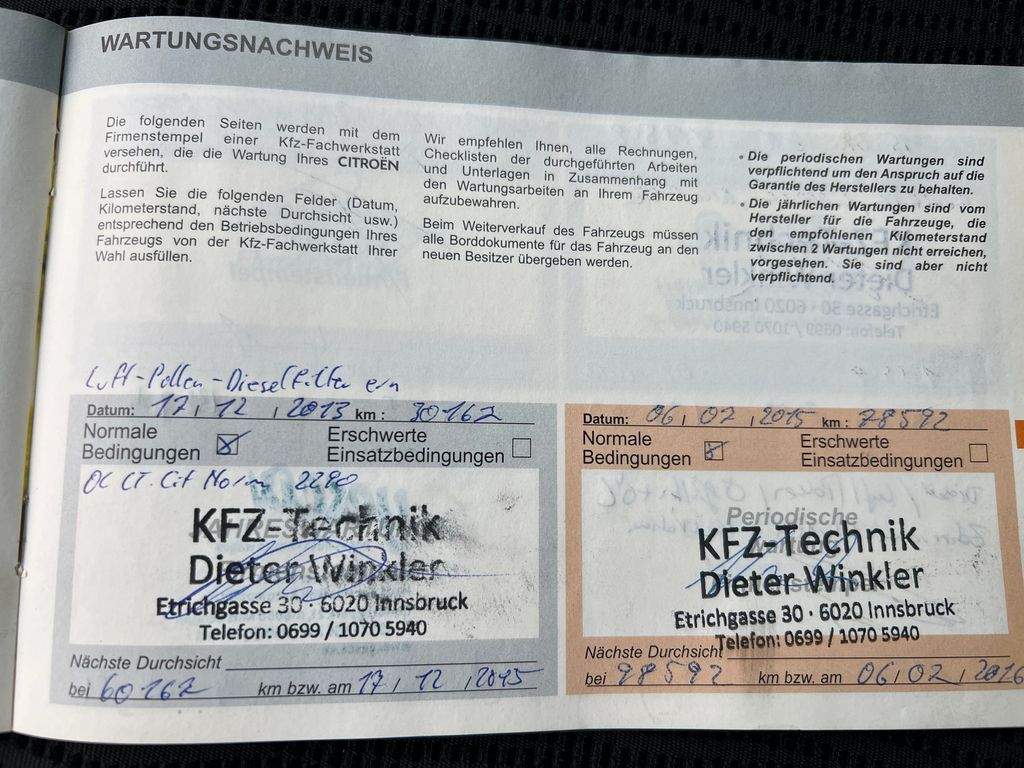 WARTUNGSNACHWEIS
Die folgenden Seiten werden mit dem
Firmenstempel einer Kfz-Fachwerkstatt
versehen, die die Wartung Ihres CITROËN
durchführt.
Lassen Sie die folgenden Felder (Datum,
Kilometerstand, nächste Durchsicht usw.)
entsprechend den Betriebsbedingungen Ihres
Fahrzeugs von der Kfz-Fachwerkstatt Ihrer
Wahl ausfüllen.
Wir empfehlen Ihnen, alle Rechnungen,
Checklisten der durchgeführten Arbeiten
und Unterlagen in Zusammenhang mit
den Wartungsarbeiten an Ihrem Fahrzeug
aufzubewahren.
Beim Weiterverkauf des Fahrzeugs müssen
alle Borddokumente für das Fahrzeug an den
neuen Besitzer übergeben werden.
• Die periodischen Wartungen sind
verpflichtend um den Anspruch auf die
Garantie des Herstellers zu behalten.
• Die jährlichen Wartungen sind vom
Hersteller für die Fahrzeuge, die
den empfohlenen Kilometerstand
zwischen 2 Wartungen nicht erreichen,
vorgesehen. Sie sind aber nicht
verpflichtend.
Luft-Pollen-Dieselfilter ern
Datum: 17, 12, 2013 km: 30162
Normale
Bedingungen
Erschwerte
Einsatzbedingungen
Cit Norm 2290
KFZ-Technik
Dieter Winkler
Etrichgasse 30 · 6020 Innsbruck
Telefon: 0699 / 1070 5940
Nächste Durchsicht
bei 60162 km bzw. am 17, 12, 2015
Datum: 06, 02, 2015 km: 78592
Normale
Bedingungen
Erschwerte
Einsatzbedingungen
Periodische
KFZ-Technik
Dieter Winkler
Etrichgasse 30 · 6020 Innsbruck
Telefon: 0699 / 1070 5940
Nächste Durchsicht
bei 98592 km bzw. am 06, 02, 2016